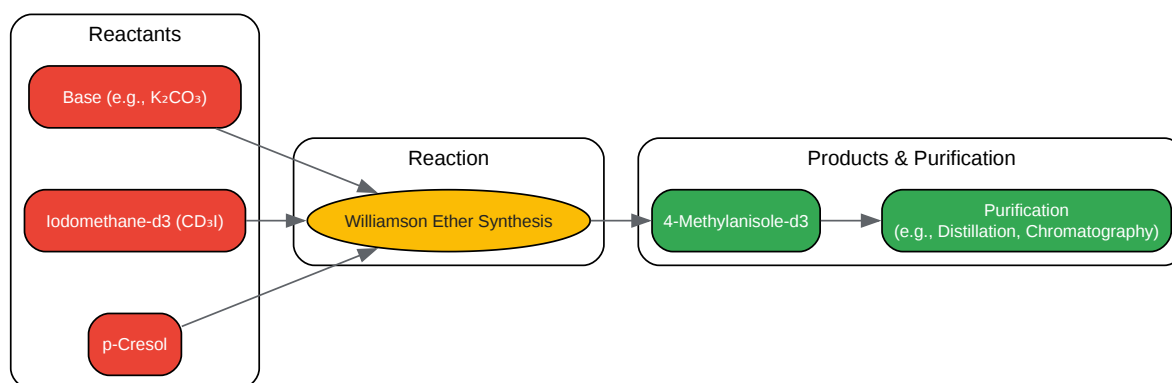 Reactants
Base (e.g., K₂CO₃)
Iodomethane-d3 (CD₃I)
p-Cresol
Reaction
Williamson Ether Synthesis
Products & Purification
4-Methylanisole-d3
Purification
(e.g., Distillation, Chromatography)